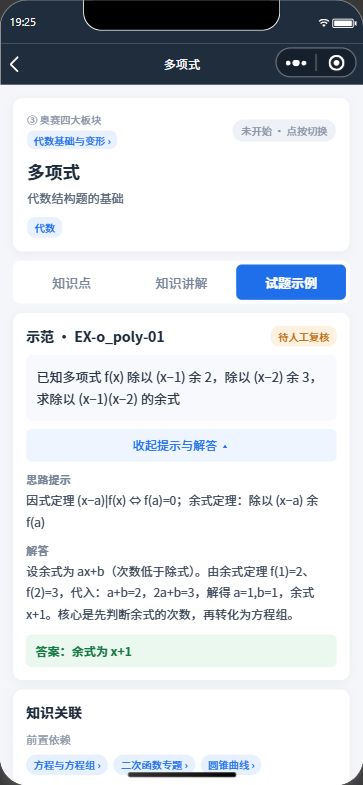 19:25
多项式
③ 奥赛四大板块
代数基础与变形 ›
未开始 · 点按切换
多项式
代数结构题的基础
代数
知识点
知识讲解
试题示例
示范 · EX-o_poly-01
待人工复核
已知多项式 f(x) 除以 (x−1) 余 2，除以 (x−2) 余 3，
求除以 (x−1)(x−2) 的余式
收起提示与解答 ▴
思路提示
因式定理 (x−a)|f(x) ⇔ f(a)=0；余式定理：除以 (x−a) 余
f(a)
解答
设余式为 ax+b（次数低于除式）。由余式定理 f(1)=2、
f(2)=3，代入：a+b=2，2a+b=3，解得 a=1,b=1，余式
x+1。核心是先判断余式的次数，再转化为方程组。
答案：余式为 x+1
知识关联
前置依赖
方程与方程组 ›
二次函数专题 ›
圆锥曲线 ›